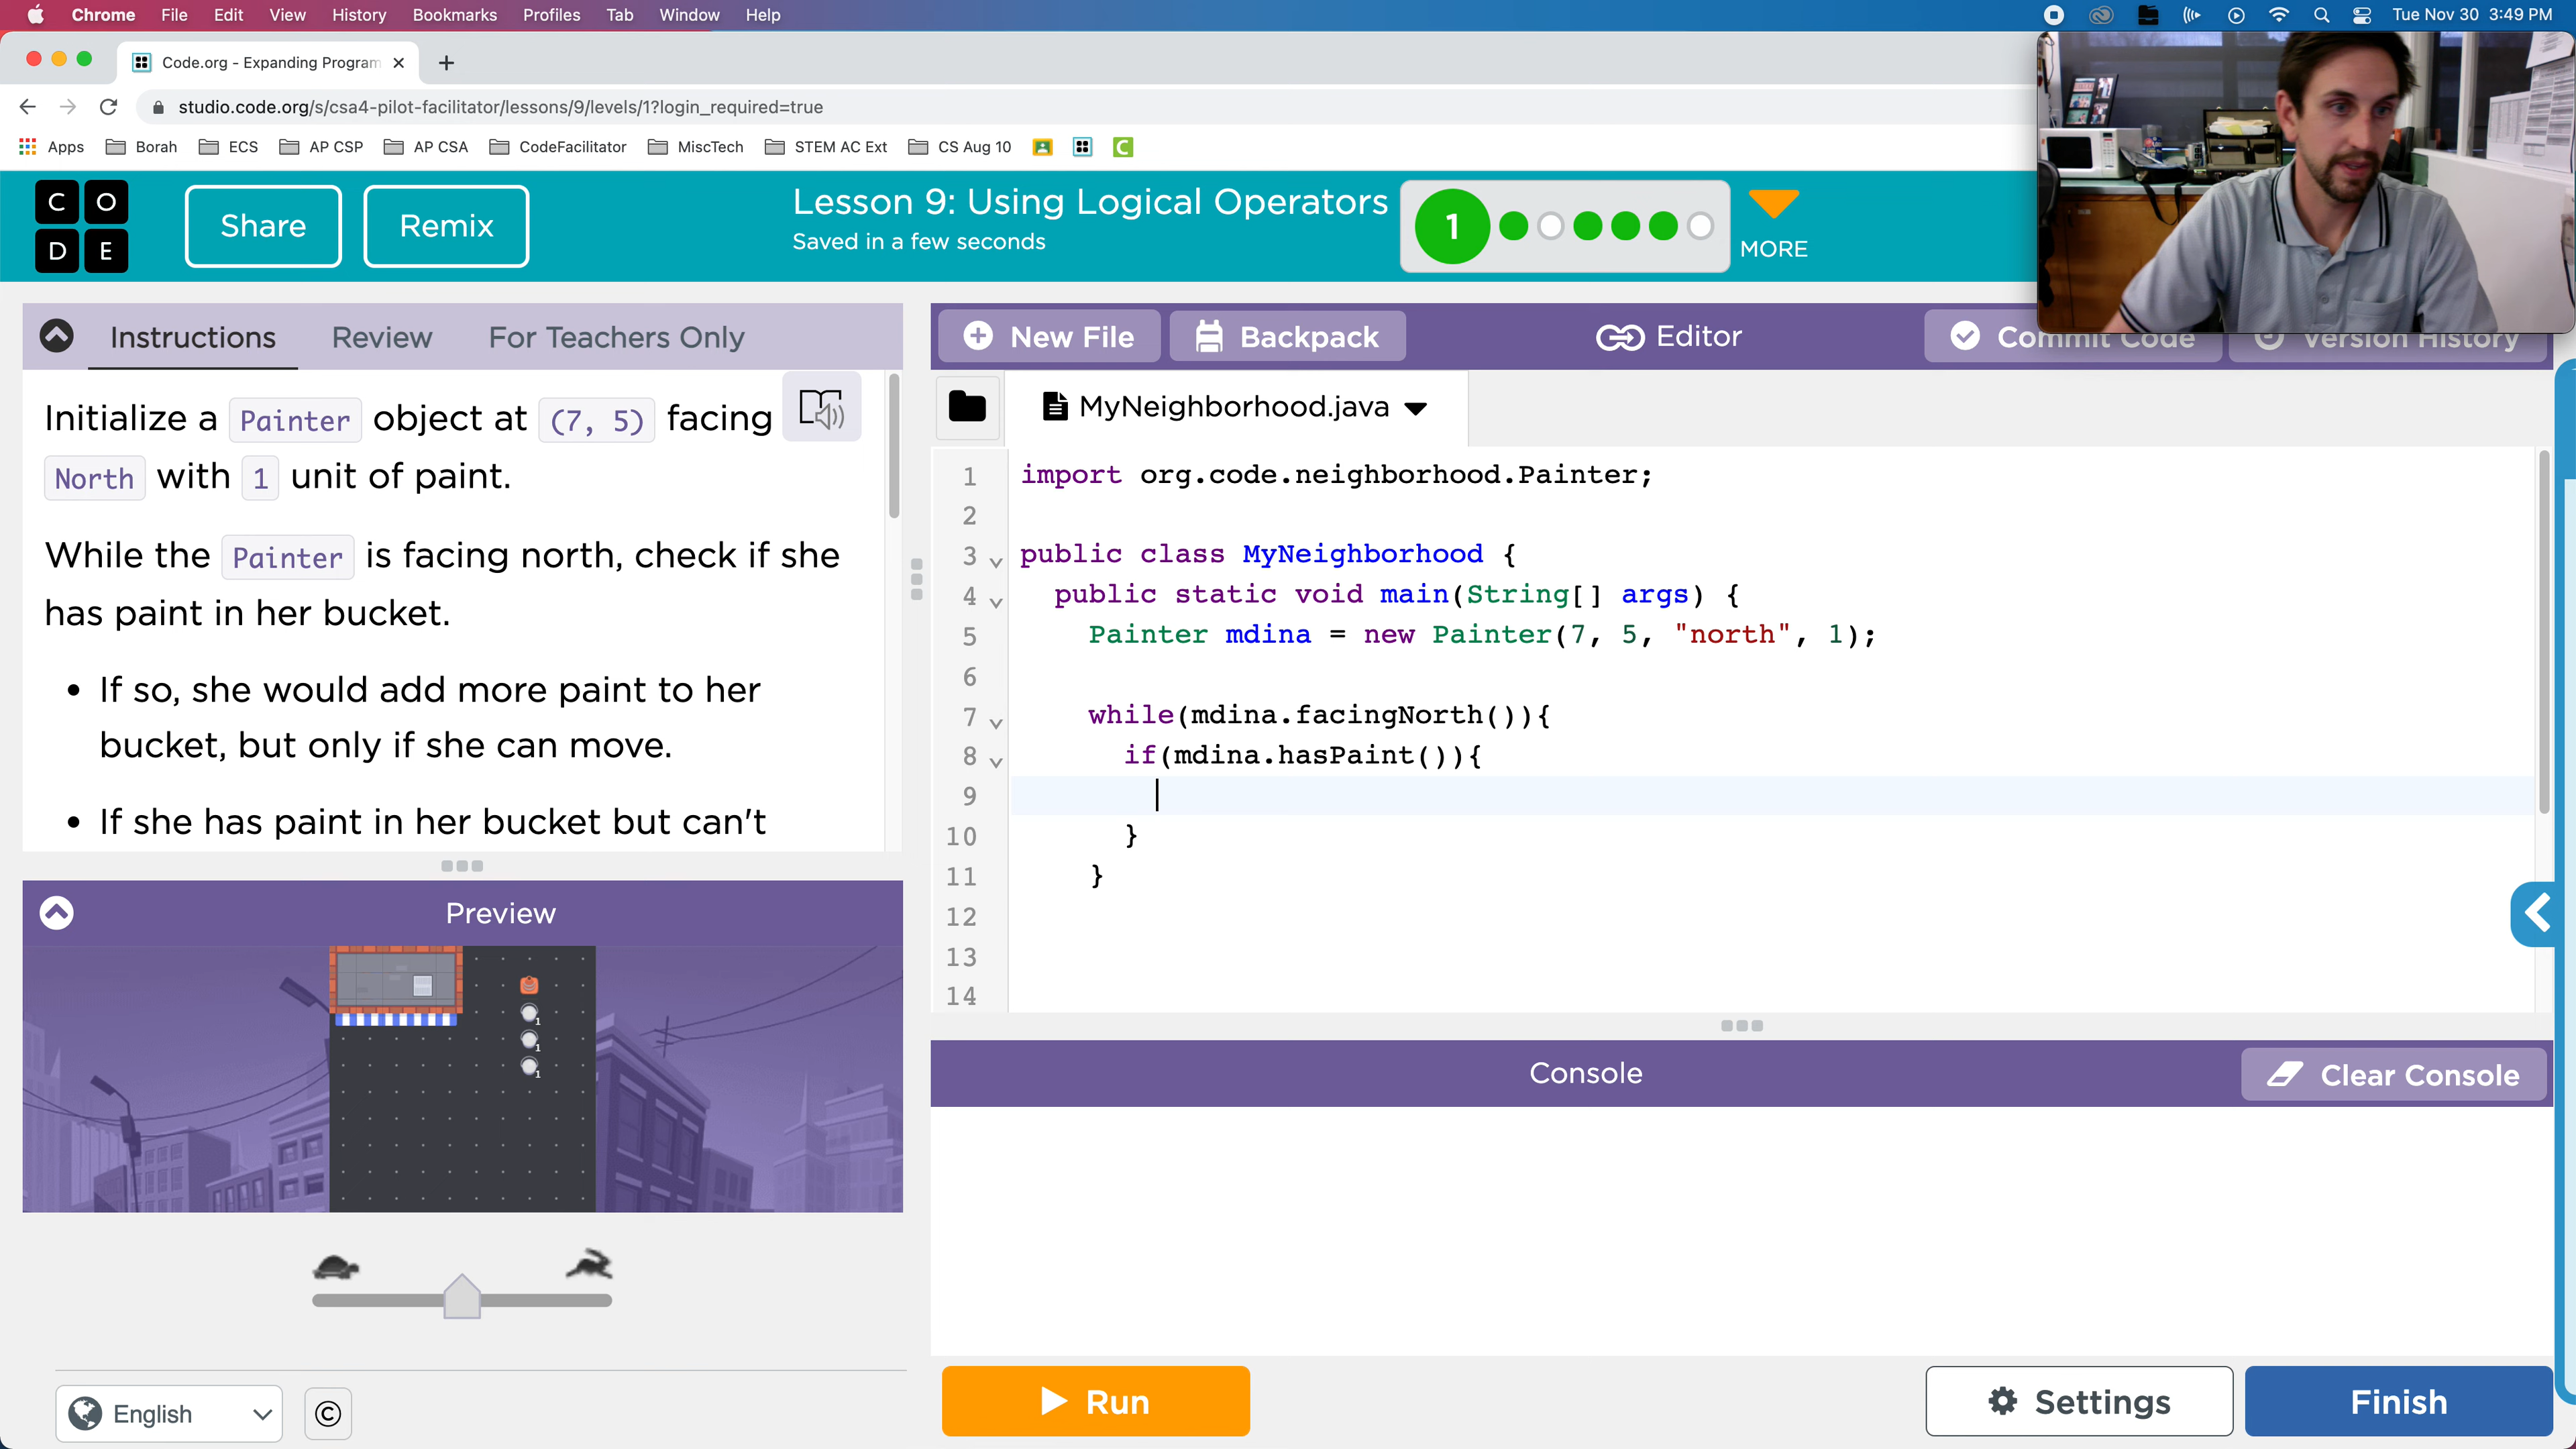 Chrome File Edit View History Bookmarks Profiles Tab Window Help
Tue Nov 30 3:49 PM
Code.org - Expanding Program
studio.code.org/s/csa4-pilot-facilitator/lessons/9/levels/1?login_required=true
Apps Borah ECS AP CSP AP CSA CodeFacilitator MiscTech STEM AC Ext CS Aug 10
C
C O
D E
Share Remix
Lesson 9: Using Logical Operators
Saved in a few seconds
1
MORE
Instructions Review For Teachers Only
New File Backpack Editor Commit Code Version History
Initialize a Painter object at (7, 5) facing
North with 1 unit of paint.
While the Painter is facing north, check if she
has paint in her bucket.
• If so, she would add more paint to her
bucket, but only if she can move.
• If she has paint in her bucket but can't
MyNeighborhood.java
1 import org.code.neighborhood.Painter;
2
3 public class MyNeighborhood {
4 public static void main(String[] args) {
5 Painter mdina = new Painter(7, 5, "north", 1);
6
7 while(mdina.facingNorth()){
8 if(mdina.hasPaint()){
9
10 }
11 }
12
13
14
Preview
1
1
1
Console
Clear Console
English
©
Run
Settings
Finish